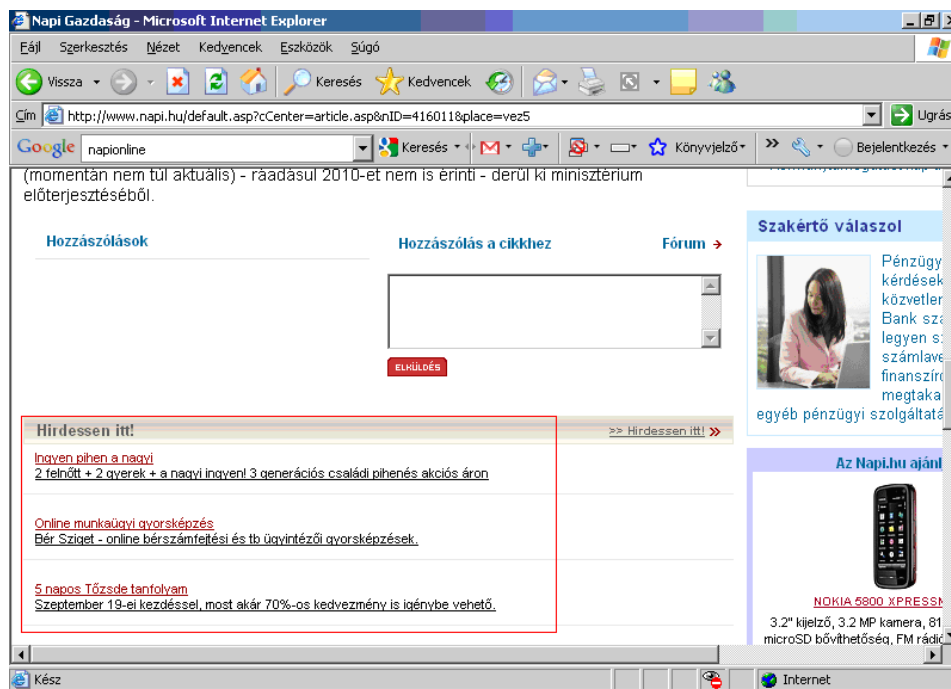 Napi Gazdaság - Microsoft Internet Explorer
Fájl Szerkesztés Nézet Kedvencek Eszközök Súgó
Vissza Keresés Kedvencek
Cím http://www.napi.hu/default.asp?cCenter=article.asp&nID=416011&place=vez5 Ugrás
Google napionline Keresés Könyvjelző Bejelentkezés
(momentán nem túl aktuális) - ráadásul 2010-et nem is érinti - derül ki minisztérium
előterjesztéséből.
Hozzászólások
Hozzászólás a cikkhez Fórum
ELKÜLDÉS
Hirdessen itt! >> Hirdessen itt! »
Ingyen pihen a nagyi
2 felnőtt + 2 gyerek + a nagyi ingyen! 3 generációs családi pihenés akciós áron
Online munkaügyi gyorsképzés
Bér Sziget - online bérszámfejtési és tb ügyintézői gyorsképzések.
5 napos Tőzsde tanfolyam
Szeptember 19-ei kezdéssel, most akár 70%-os kedvezmény is igénybe vehető.
Szakértő válaszol
Pénzügy
kérdések
közvetlen
Bank sza
legyen s
számlave
finanszíro
megtaka
egyéb pénzügyi szolgáltatá
Az Napi.hu ajánl
NOKIA 5800 XPRESSM
3.2" kijelző, 3.2 MP kamera, 81
microSD bővíthetőség, FM rádió
Kész Internet